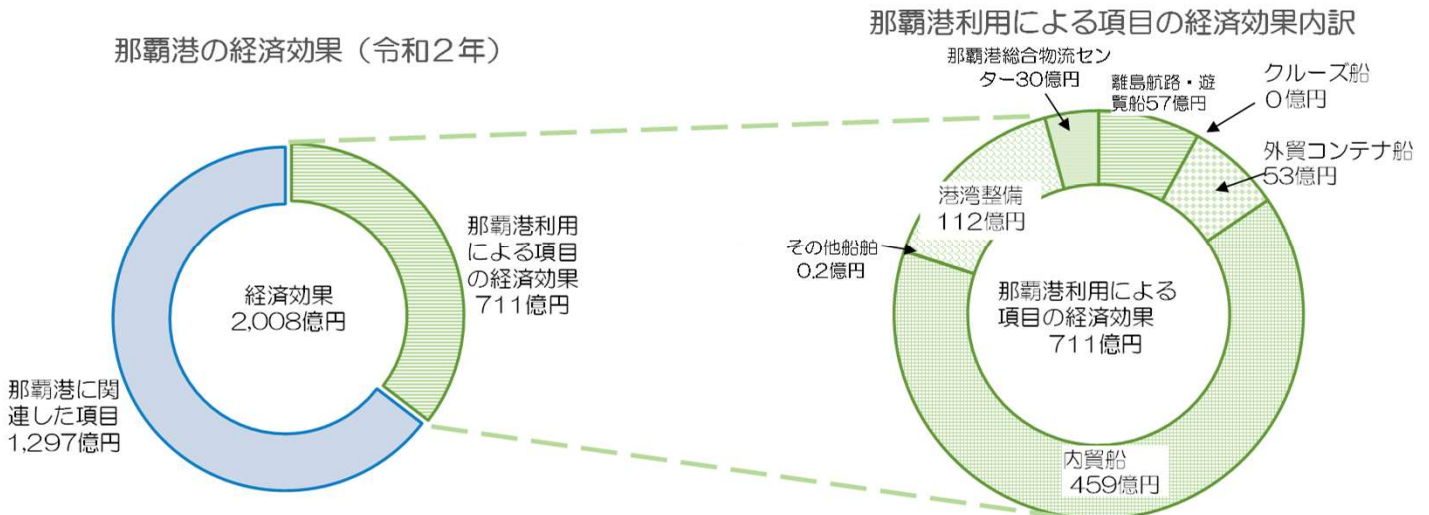 那覇港の経済効果（令和２年）
那覇港利用
による項目
の経済効果
711億円
経済効果
2,008億円
那覇港に関
連した項目
1,297億円
那覇港利用による項目の経済効果内訳
那覇港総合物流セン
ター30億円
離島航路・遊
覧船57億円
クルーズ船
0億円
外貿コンテナ船
53億円
港湾整備
112億円
その他船舶
0.2億円
那覇港利用による
項目の経済効果
711億円
内貿船
459億円